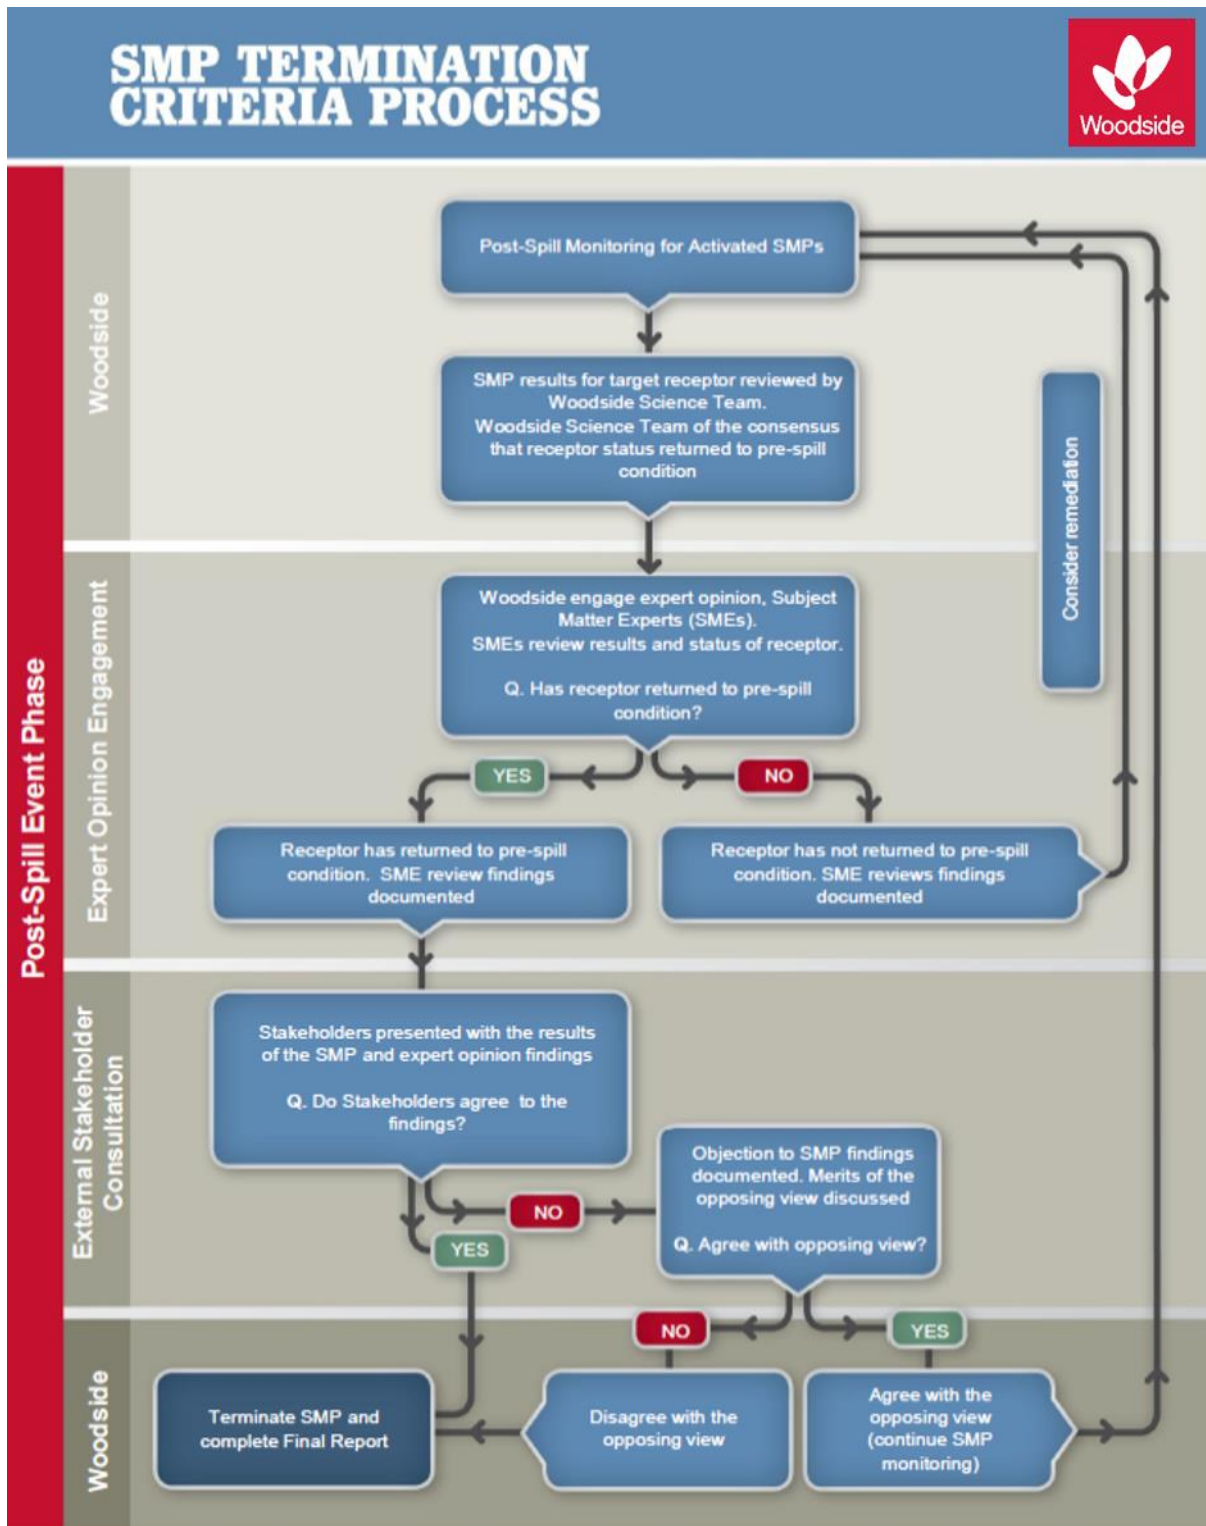 SMP TERMINATION
CRITERIA PROCESS
Woodside
Post-Spill Event Phase
Woodside
Post-Spill Monitoring for Activated SMPs
SMP results for target receptor reviewed by
Woodside Science Team.
Woodside Science Team of the consensus
that receptor status returned to pre-spill
condition
Consider remediation
Expert Opinion Engagement
Woodside engage expert opinion, Subject
Matter Experts (SMEs).
SMEs review results and status of receptor.
Q. Has receptor returned to pre-spill
condition?
YES
NO
Receptor has returned to pre-spill
condition. SME review findings
documented
Receptor has not returned to pre-spill
condition. SME reviews findings
documented
External Stakeholder
Consultation
Stakeholders presented with the results
of the SMP and expert opinion findings
Q. Do Stakeholders agree to the
findings?
NO
YES
Objection to SMP findings
documented. Merits of the
opposing view discussed
Q. Agree with opposing view?
NO
YES
Woodside
Terminate SMP and
complete Final Report
Disagree with the
opposing view
Agree with the
opposing view
(continue SMP
monitoring)